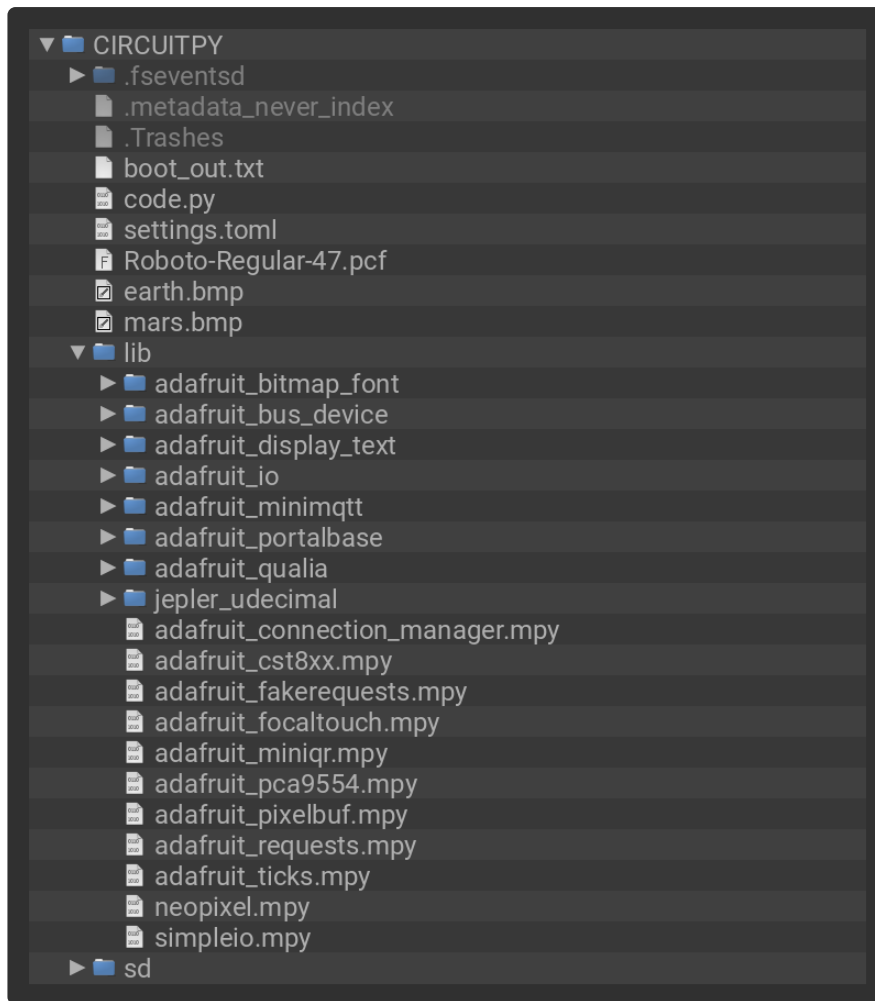 CIRCUITPY
.fseventsd
.metadata_never_index
.Trashes
boot_out.txt
code.py
settings.toml
Roboto-Regular-47.pcf
earth.bmp
mars.bmp
lib
adafruit_bitmap_font
adafruit_bus_device
adafruit_display_text
adafruit_io
adafruit_minimqtt
adafruit_portalbase
adafruit_qualia
jepler_udecimal
adafruit_connection_manager.mpy
adafruit_cst8xx.mpy
adafruit_fakerequests.mpy
adafruit_focaltouch.mpy
adafruit_miniqr.mpy
adafruit_pca9554.mpy
adafruit_pixelbuf.mpy
adafruit_requests.mpy
adafruit_ticks.mpy
neopixel.mpy
simpleio.mpy
sd